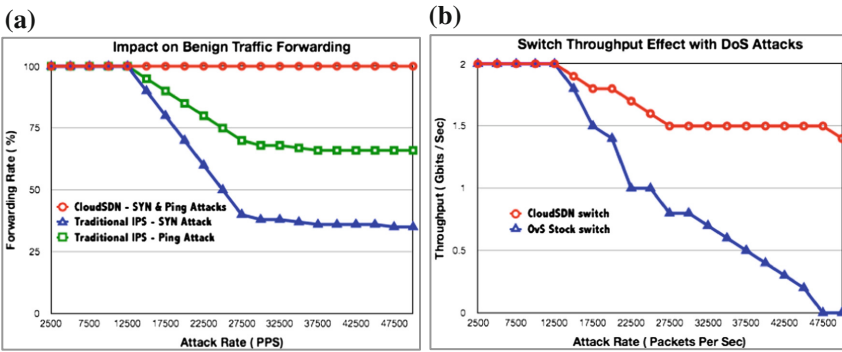 (a)
Impact on Benign Traffic Forwarding
Forwarding Rate ( %)
100
75
50
25
0
CloudSDN - SYN & Ping Attacks
Traditional IPS - SYN Attack
Traditional IPS - Ping Attack
2500 7500 12500 17500 22500 27500 32500 37500 42500 47500
Attack Rate ( PPS)
(b)
Switch Throughput Effect with DoS Attacks
Throughput ( Gbits / Sec)
2
1.5
1
0.5
0
CloudSDN switch
OvS Stock switch
2500 7500 12500 17500 22500 27500 32500 37500 42500 47500
Attack Rate ( Packets Per Sec)